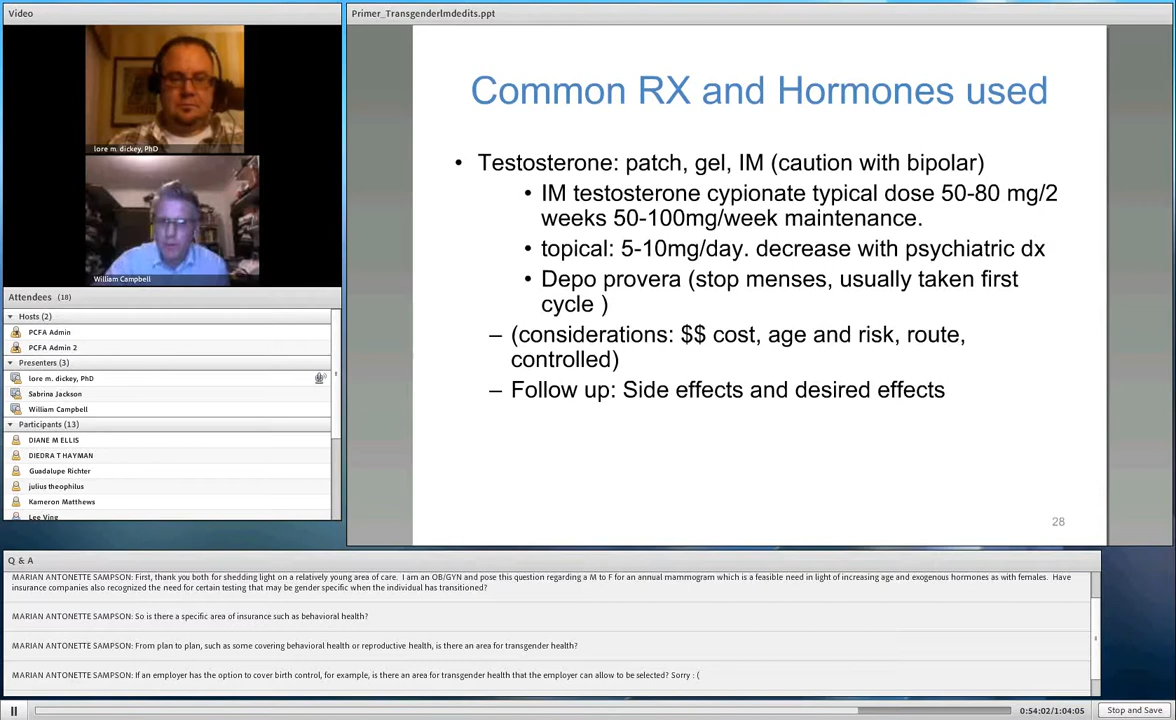 Video
lore m. dickey, PhD
William Campbell
Attendees (18)
Hosts (2)
PCFA Admin
PCFA Admin 2
Presenters (3)
lore m. dickey, PhD
Sabrina Jackson
William Campbell
Participants (13)
DIANE M ELLIS
DIEDRA T HAYMAN
Guadalupe Richter
julius theophilus
Kameron Matthews
Lee Ving
Primer_Transgenderlmdedits.ppt
Common RX and Hormones used
• Testosterone: patch, gel, IM (caution with bipolar)
• IM testosterone cypionate typical dose 50-80 mg/2
weeks 50-100mg/week maintenance.
• topical: 5-10mg/day. decrease with psychiatric dx
• Depo provera (stop menses, usually taken first
cycle )
– (considerations: $$ cost, age and risk, route,
controlled)
– Follow up: Side effects and desired effects
28
Q & A
MARIAN ANTONETTE SAMPSON: First, thank you both for shedding light on a relatively young area of care. I am an OB/GYN and pose this question regarding a M to F for an annual mammogram which is a feasible need in light of increasing age and exogenous hormones as with females. Have
insurance companies also recognized the need for certain testing that may be gender specific when the individual has transitioned?
MARIAN ANTONETTE SAMPSON: So is there a specific area of insurance such as behavioral health?
MARIAN ANTONETTE SAMPSON: From plan to plan, such as some covering behavioral health or reproductive health, is there an area for transgender health?
MARIAN ANTONETTE SAMPSON: If an employer has the option to cover birth control, for example, is there an area for transgender health that the employer can allow to be selected? Sorry : (
0:54:02/1:04:05
Stop and Save